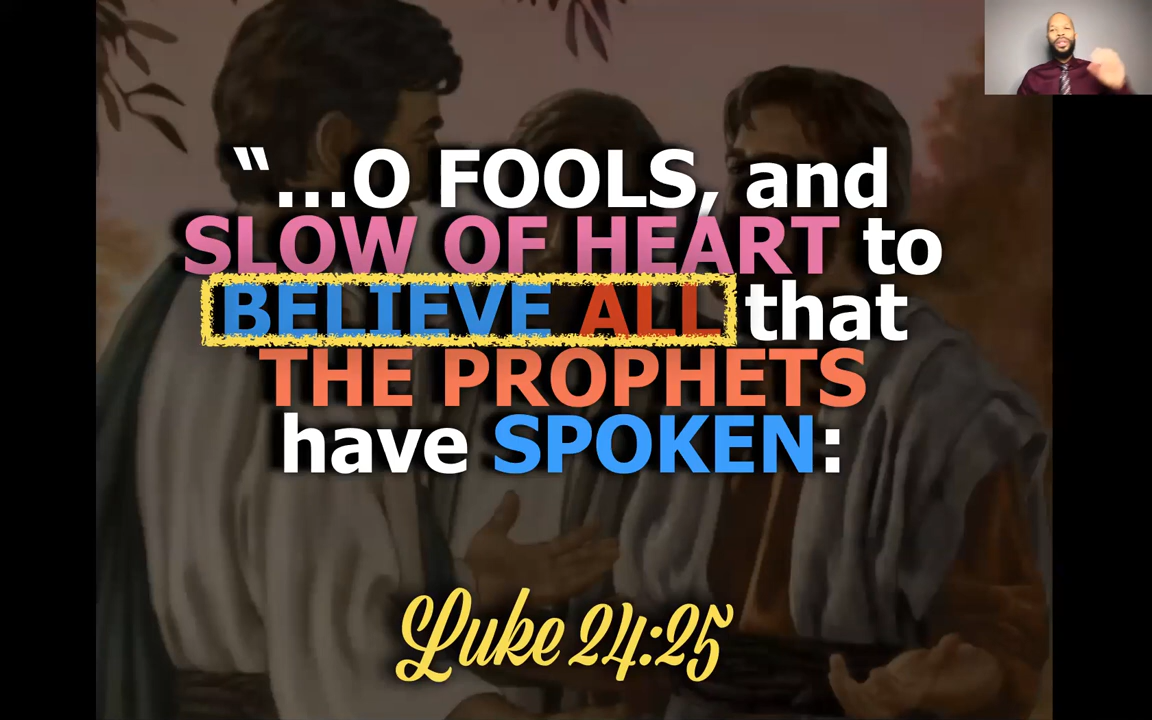 “...O FOOLS, and
SLOW OF HEART to
BELIEVE ALL that
THE PROPHETS
have SPOKEN:
Luke 24:25